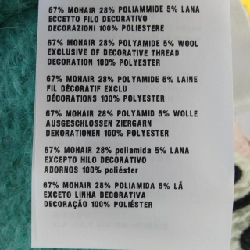 67% MOHAIR 28% POLIAMMIDE 5% LANA
ECCETTO FILO DECORATIVO
DECORAZIONI 100% POLIESTERE
67% MOHAIR 28% POLYAMIDE 5% WOOL
EXCLUSIVE OF DECORATIVE THREAD
DECORATION 100% POLYESTER
67% MOHAIR 28% POLYAMIDE 5% LAINE
FIL DÉCORATIF EXCLU
DÉCORATIONS 100% POLYESTER
67% MOHAIR 28% POLYAMID 5% WOLLE
AUSGESCHLOSSEN ZIERGARN
DEKORATIONEN 100% POLYESTER
67% MOHAIR 28% poliamida 5% LANA
EXCEPTO HILO DECORATIVO
ADORNOS 100% poliéster
67% MOHAIR 28% POLIAMIDA 5% LÃ
EXCETO LINHA DECORATIVA
DECORAÇÃO 100% POLIÉSTER